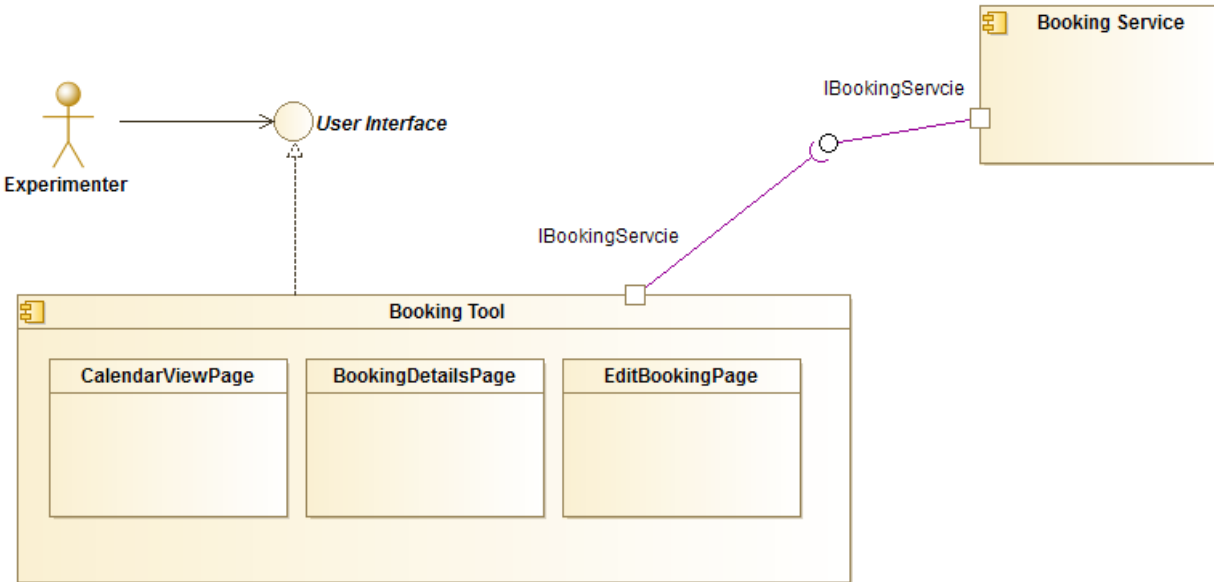 Booking Service
IBookingServcie
User Interface
Experimenter
IBookingServcie
Booking Tool
CalendarViewPage
BookingDetailsPage
EditBookingPage